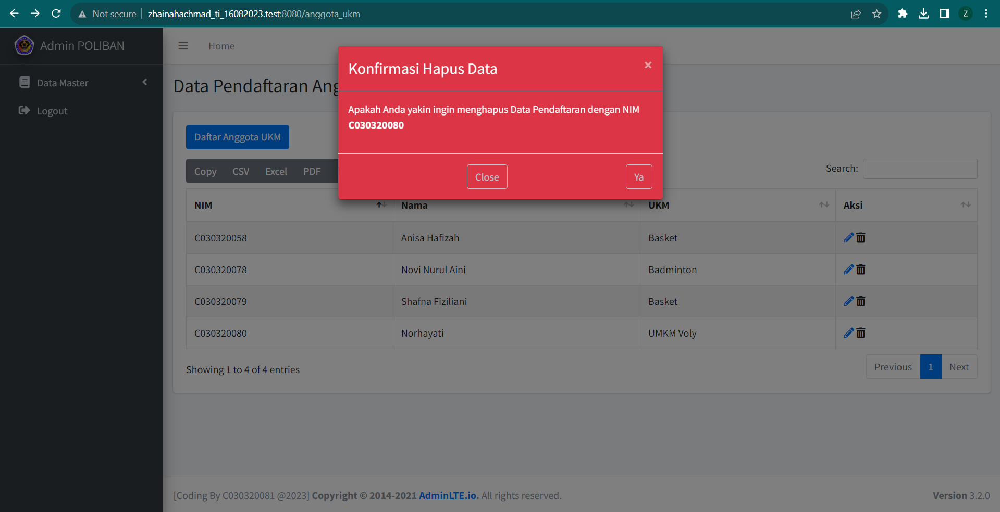 Not secure zhainahachmad_ti_16082023.test:8080/anggota_ukm
Z
Admin POLIBAN
Home
Data Master
Logout
Konfirmasi Hapus Data
×
Apakah Anda yakin ingin menghapus Data Pendaftaran dengan NIM
C030320080
Close Ya
Data Pendaftaran Ang
Daftar Anggota UKM
Copy CSV Excel PDF
Search:
NIM Nama UKM Aksi
C030320058 Anisa Hafizah Basket
C030320078 Novi Nurul Aini Badminton
C030320079 Shafna Fiziliani Basket
C030320080 Norhayati UMKM Voly
Showing 1 to 4 of 4 entries
Previous 1 Next
[Coding By C030320081 @2023] Copyright © 2014-2021 AdminLTE.io. All rights reserved.
Version 3.2.0